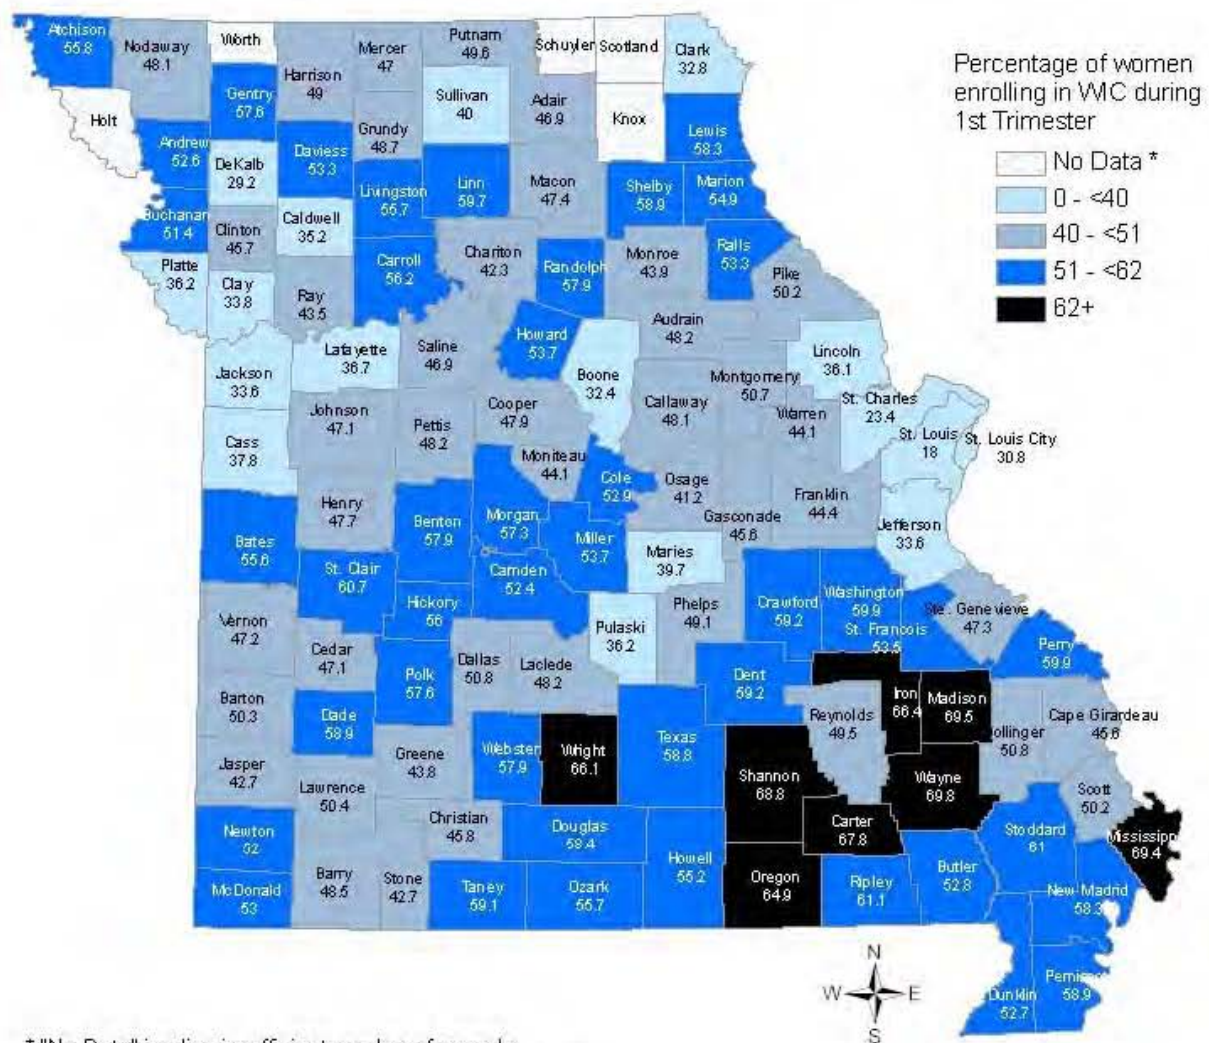 Atchison
55.8
Nodaway
48.1
Worth
Harrison
49
Mercer
47
Putnam
49.6
Schuyler
Scotland
Clark
32.8
Holt
Gentry
57.6
Sullivan
40
Adair
46.9
Knox
Grundy
48.7
Lewis
58.3
Andrew
52.6
DeKalb
29.2
Daviess
53.3
Livingston
55.7
Linn
59.7
Macon
47.4
Shelby
58.9
Marion
54.9
Buchanan
51.4
Clinton
45.7
Caldwell
35.2
Carroll
56.2
Chariton
42.3
Randolph
57.9
Monroe
43.9
Ralls
53.3
Pike
50.2
Platte
36.2
Clay
33.8
Ray
43.5
Audrain
48.2
Howard
53.7
Lafayette
36.7
Saline
46.9
Boone
32.4
Lincoln
36.1
Jackson
33.6
Montgomery
50.7
Callaway
48.1
Warren
44.1
St. Charles
23.4
St. Louis
18
St. Louis City
30.8
Johnson
47.1
Pettis
48.2
Cooper
47.9
Cass
37.8
Moniteau
44.1
Cole
52.9
Osage
41.2
Gasconade
45.6
Franklin
44.4
Jefferson
33.6
Henry
47.7
Benton
57.9
Morgan
57.3
Miller
53.7
Maries
39.7
Bates
55.6
St. Clair
60.7
Hickory
56
Camden
52.4
Pulaski
36.2
Phelps
49.1
Crawford
59.2
Washington
59.9
St. Francois
53.5
Ste. Genevieve
47.3
Perry
59.9
Vernon
47.2
Cedar
47.1
Polk
57.6
Dallas
50.8
Laclede
48.2
Dent
59.2
Iron
66.4
Madison
69.5
Reynolds
49.5
Bollinger
50.8
Cape Girardeau
45.6
Barton
50.3
Dade
58.9
Greene
43.8
Webster
57.9
Wright
66.1
Texas
58.8
Shannon
68.8
Wayne
69.8
Scott
50.2
Jasper
42.7
Lawrence
50.4
Christian
45.8
Douglas
Carter
67.8
Stoddard
61
Mississippi
69.4
Newton
52
McDonald
53
Barry
48.5
Stone
42.7
Taney
59.1
Ozark
55.7
Howell
55.2
Oregon
64.9
Ripley
61.1
Butler
52.8
New Madrid
58.3
Dunklin
52.7
Pemiscot
58.9
Percentage of women
enrolling in WIC during
1st Trimester
No Data *
0 - <40
40 - <51
51 - <62
62+
N
W E
S